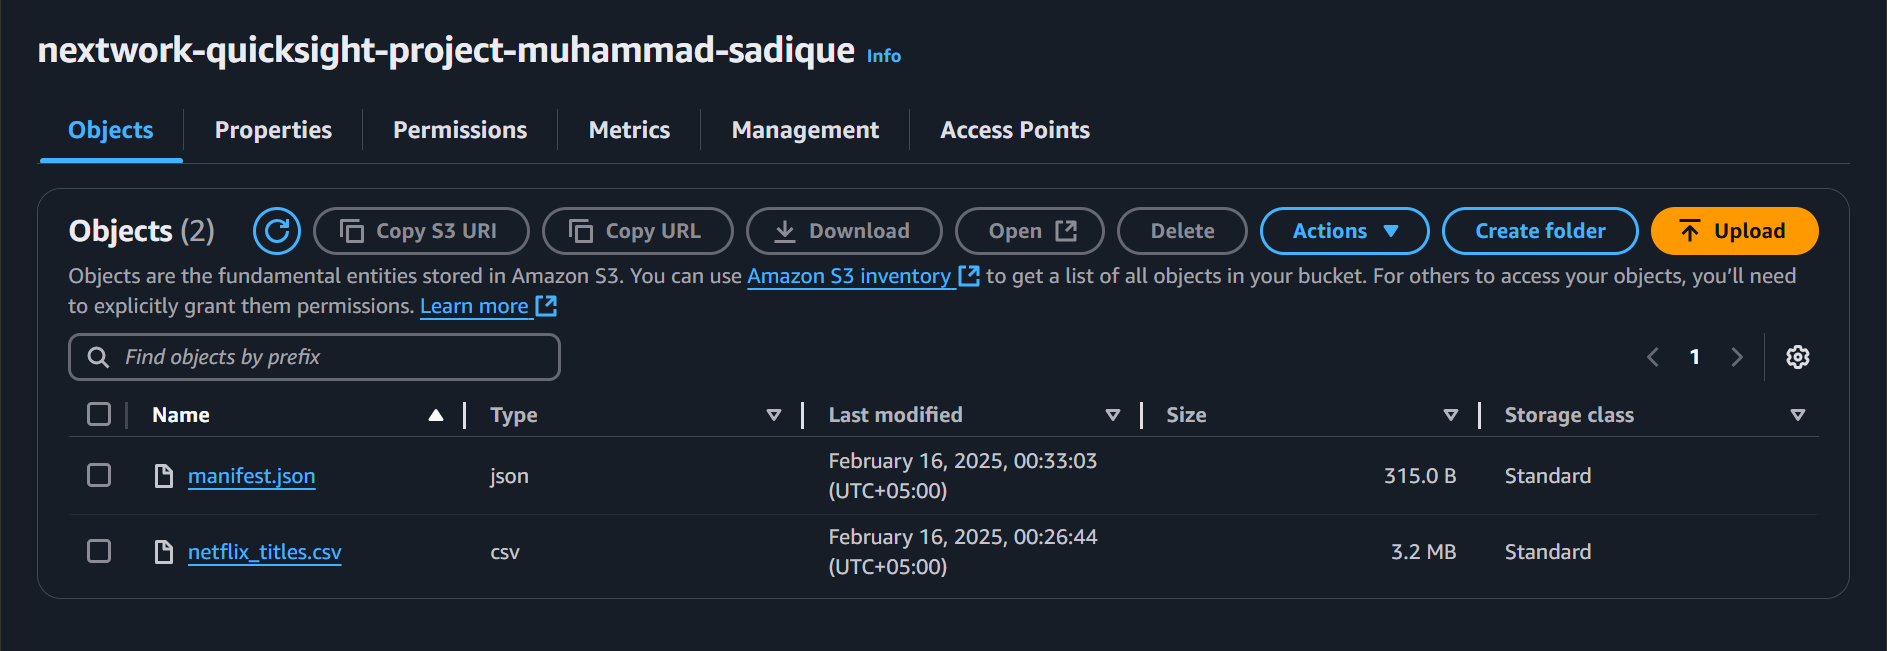 nextwork-quicksight-project-muhammad-sadique Info
Objects Properties Permissions Metrics Management Access Points
Objects (2) Copy S3 URI Copy URL Download Open Delete Actions Create folder Upload
Objects are the fundamental entities stored in Amazon S3. You can use Amazon S3 inventory to get a list of all objects in your bucket. For others to access your objects, you’ll need
to explicitly grant them permissions. Learn more
Find objects by prefix 1
Name Type Last modified Size Storage class
manifest.json json February 16, 2025, 00:33:03 (UTC+05:00) 315.0 B Standard
netflix_titles.csv csv February 16, 2025, 00:26:44 (UTC+05:00) 3.2 MB Standard